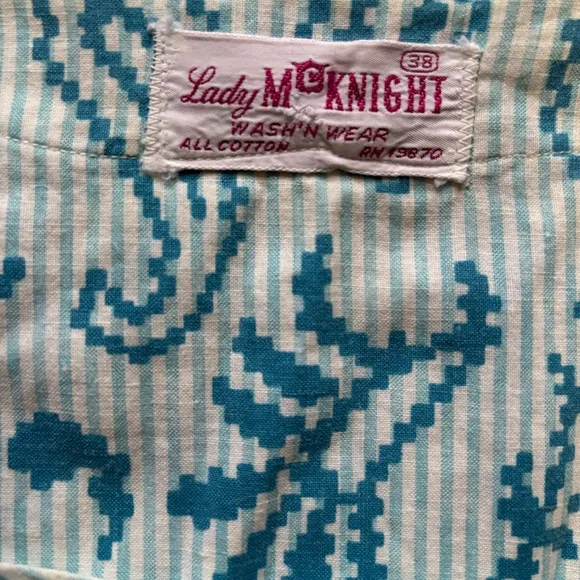 38
Lady McKNIGHT
WASH'N WEAR
ALL COTTON RN 19870